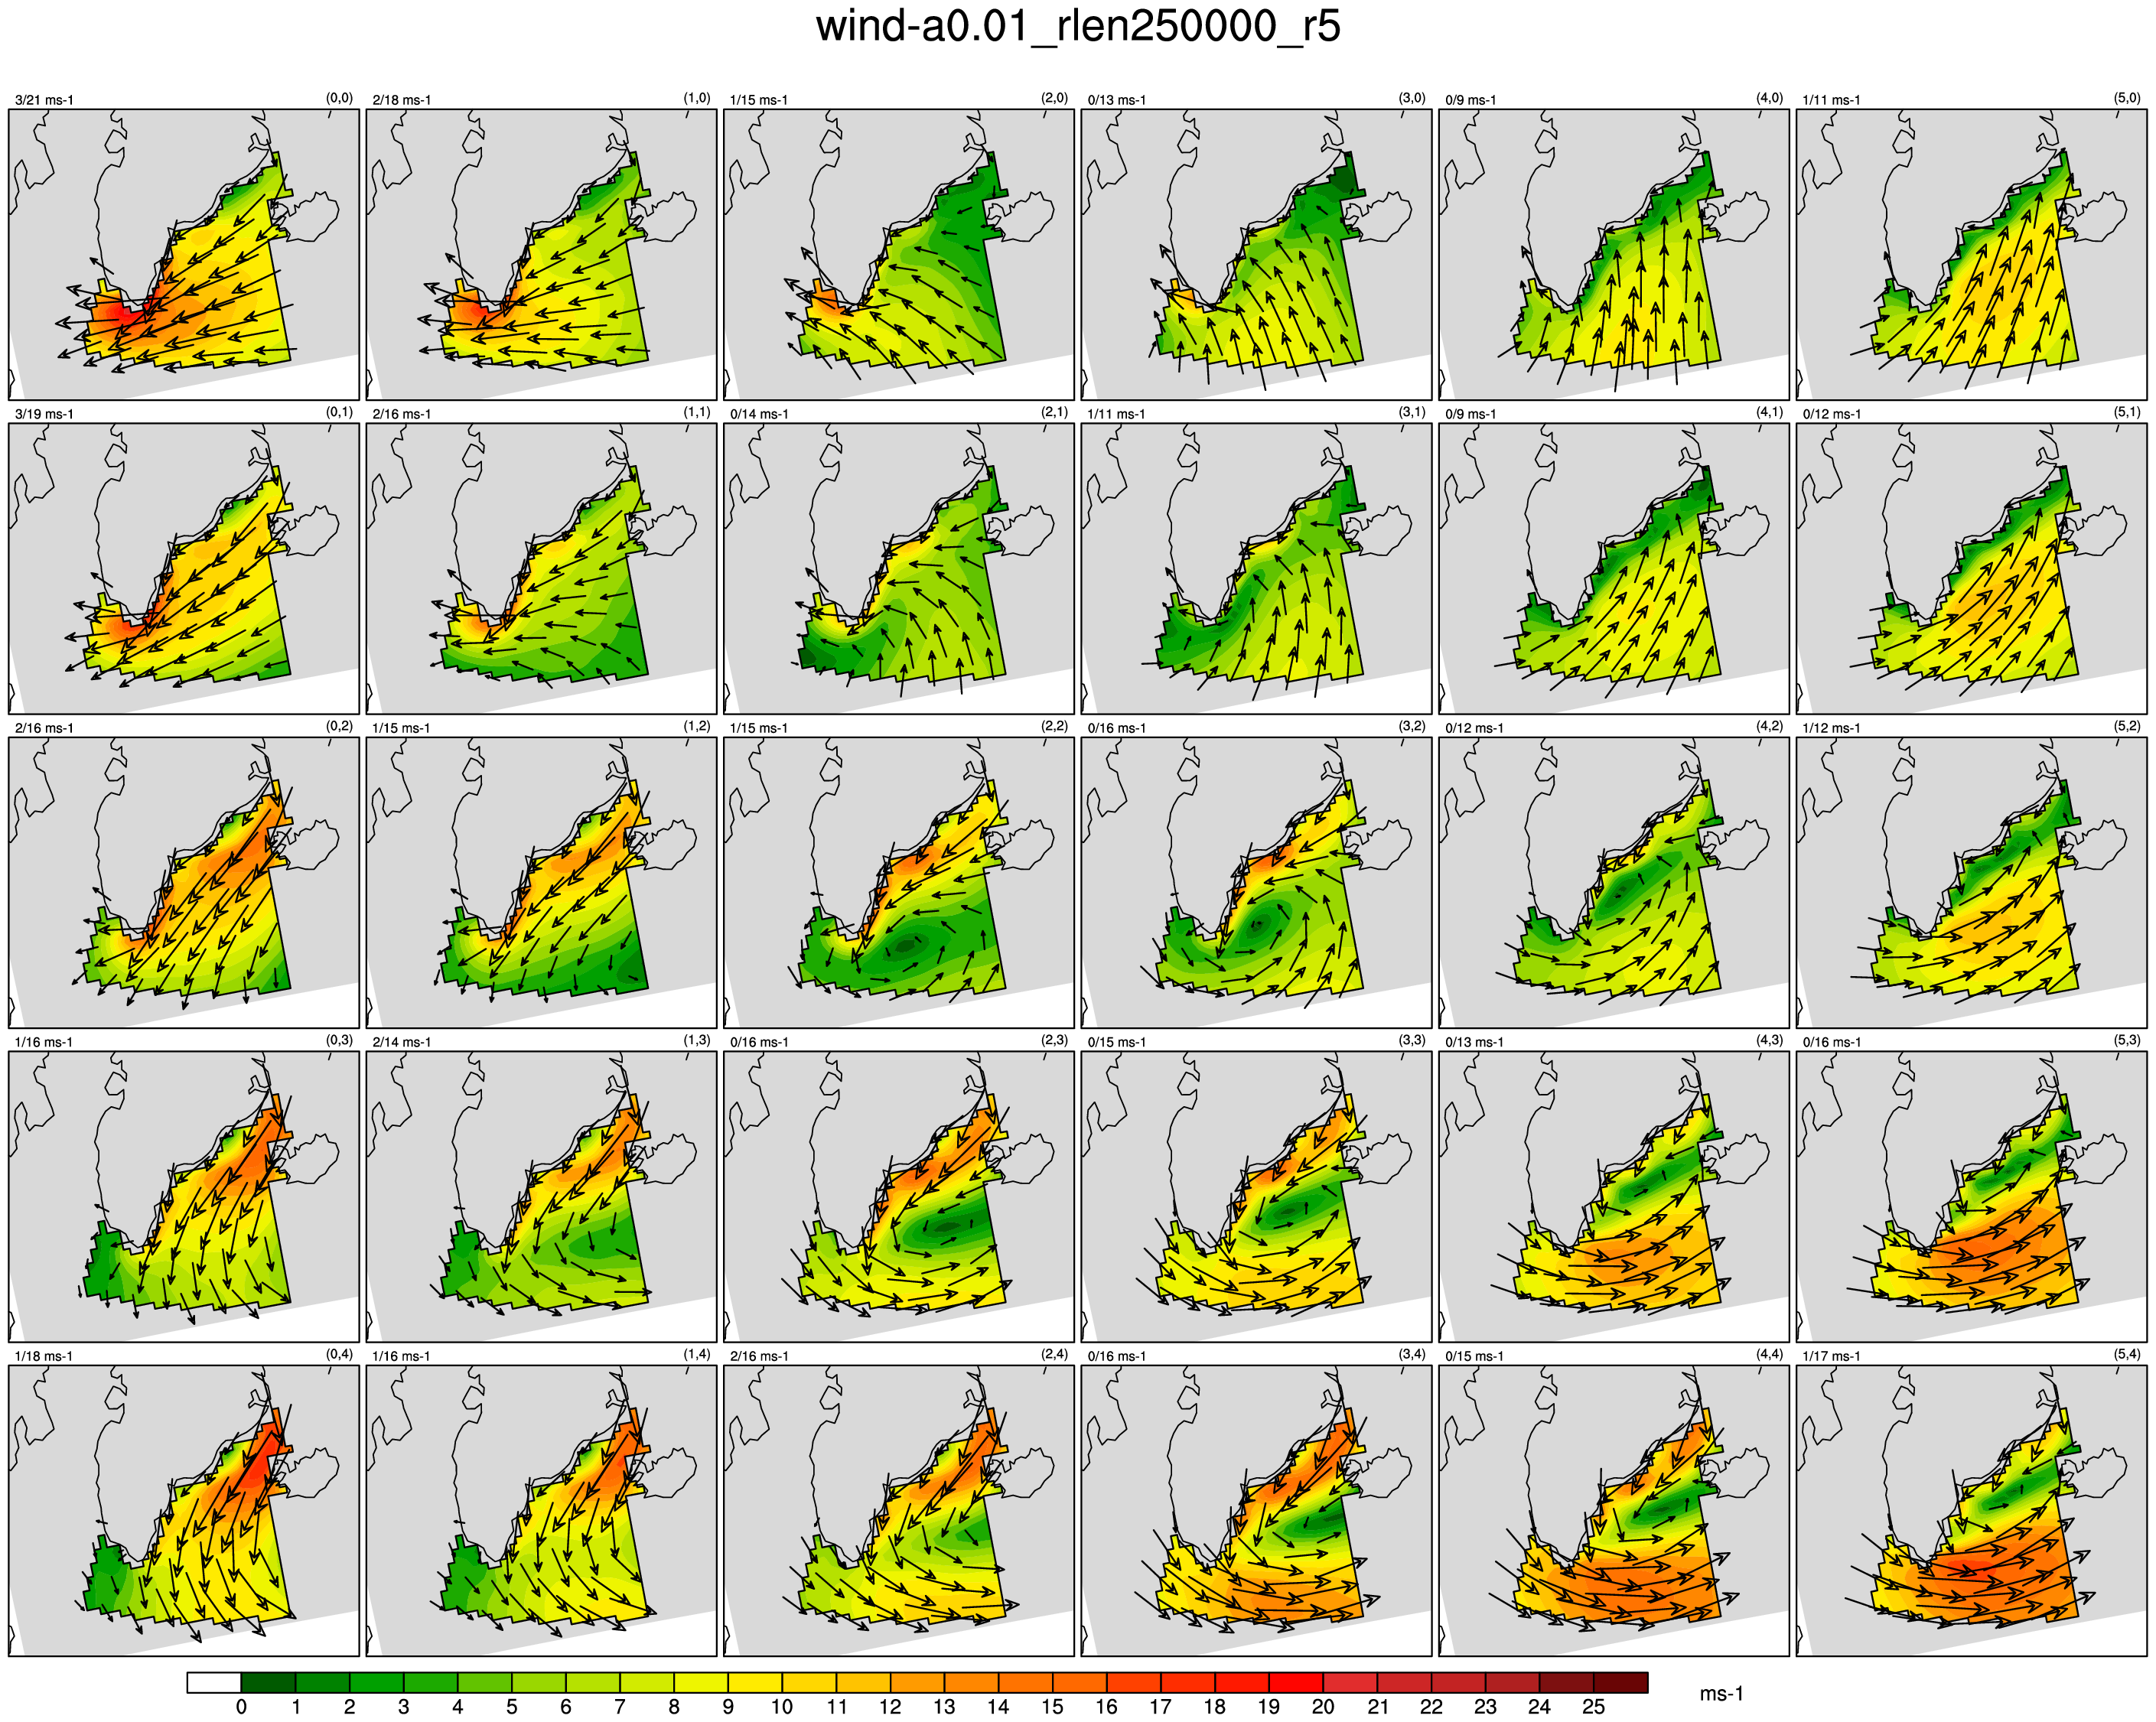 wind-a0.01_rlen250000_r5
3/21 ms-1 (0,0) 2/18 ms-1 (1,0) 1/15 ms-1 (2,0) 0/13 ms-1 (3,0) 0/9 ms-1 (4,0) 1/11 ms-1 (5,0)
3/19 ms-1 (0,1) 2/16 ms-1 (1,1) 0/14 ms-1 (2,1) 1/11 ms-1 (3,1) 0/9 ms-1 (4,1) 0/12 ms-1 (5,1)
2/16 ms-1 (0,2) 1/15 ms-1 (1,2) 1/15 ms-1 (2,2) 0/16 ms-1 (3,2) 0/12 ms-1 (4,2) 1/12 ms-1 (5,2)
1/16 ms-1 (0,3) 2/14 ms-1 (1,3) 0/16 ms-1 (2,3) 0/15 ms-1 (3,3) 0/13 ms-1 (4,3) 0/16 ms-1 (5,3)
1/18 ms-1 (0,4) 1/16 ms-1 (1,4) 2/16 ms-1 (2,4) 0/16 ms-1 (3,4) 0/15 ms-1 (4,4) 1/17 ms-1 (5,4)
0 1 2 3 4 5 6 7 8 9 10 11 12 13 14 15 16 17 18 19 20 21 22 23 24 25 ms-1